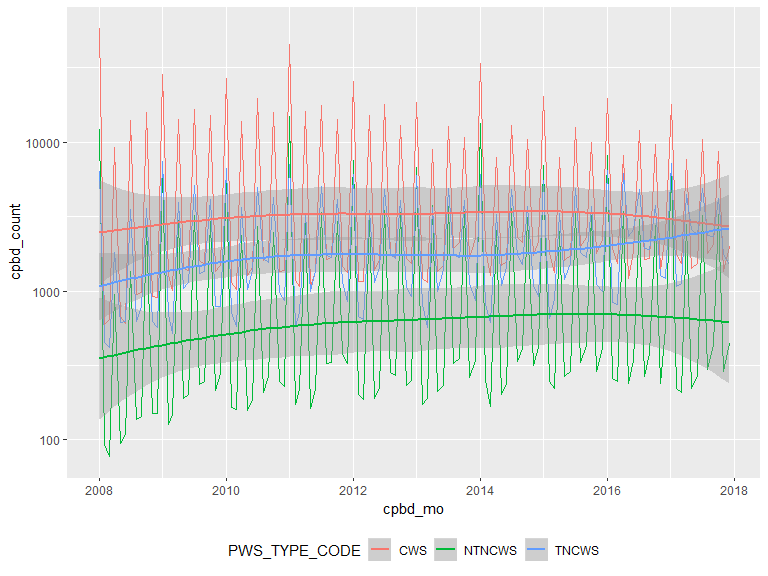 cpbd_count
10000
1000
100
2008 2010 2012 2014 2016 2018
cpbd_mo
PWS_TYPE_CODE CWS NTNCWS TNCWS